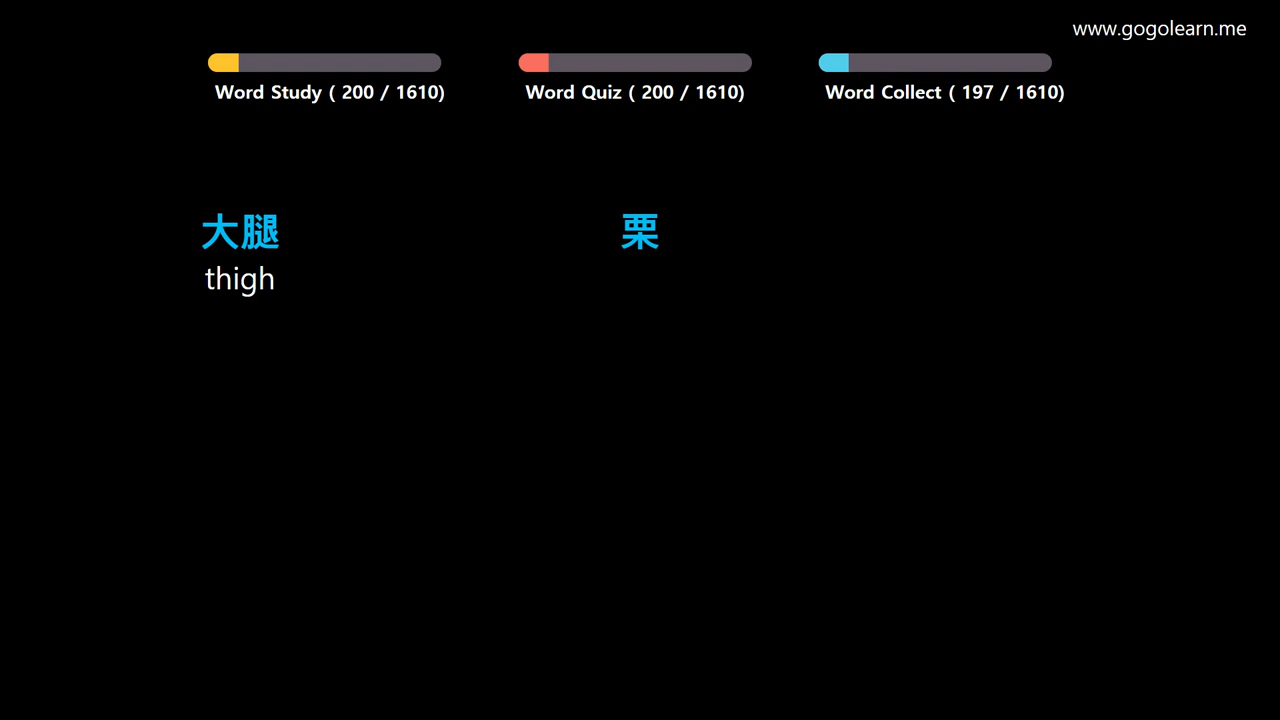 www.gogolearn.me
Word Study ( 200 / 1610)
Word Quiz ( 200 / 1610)
Word Collect ( 197 / 1610)
大腿
thigh
栗